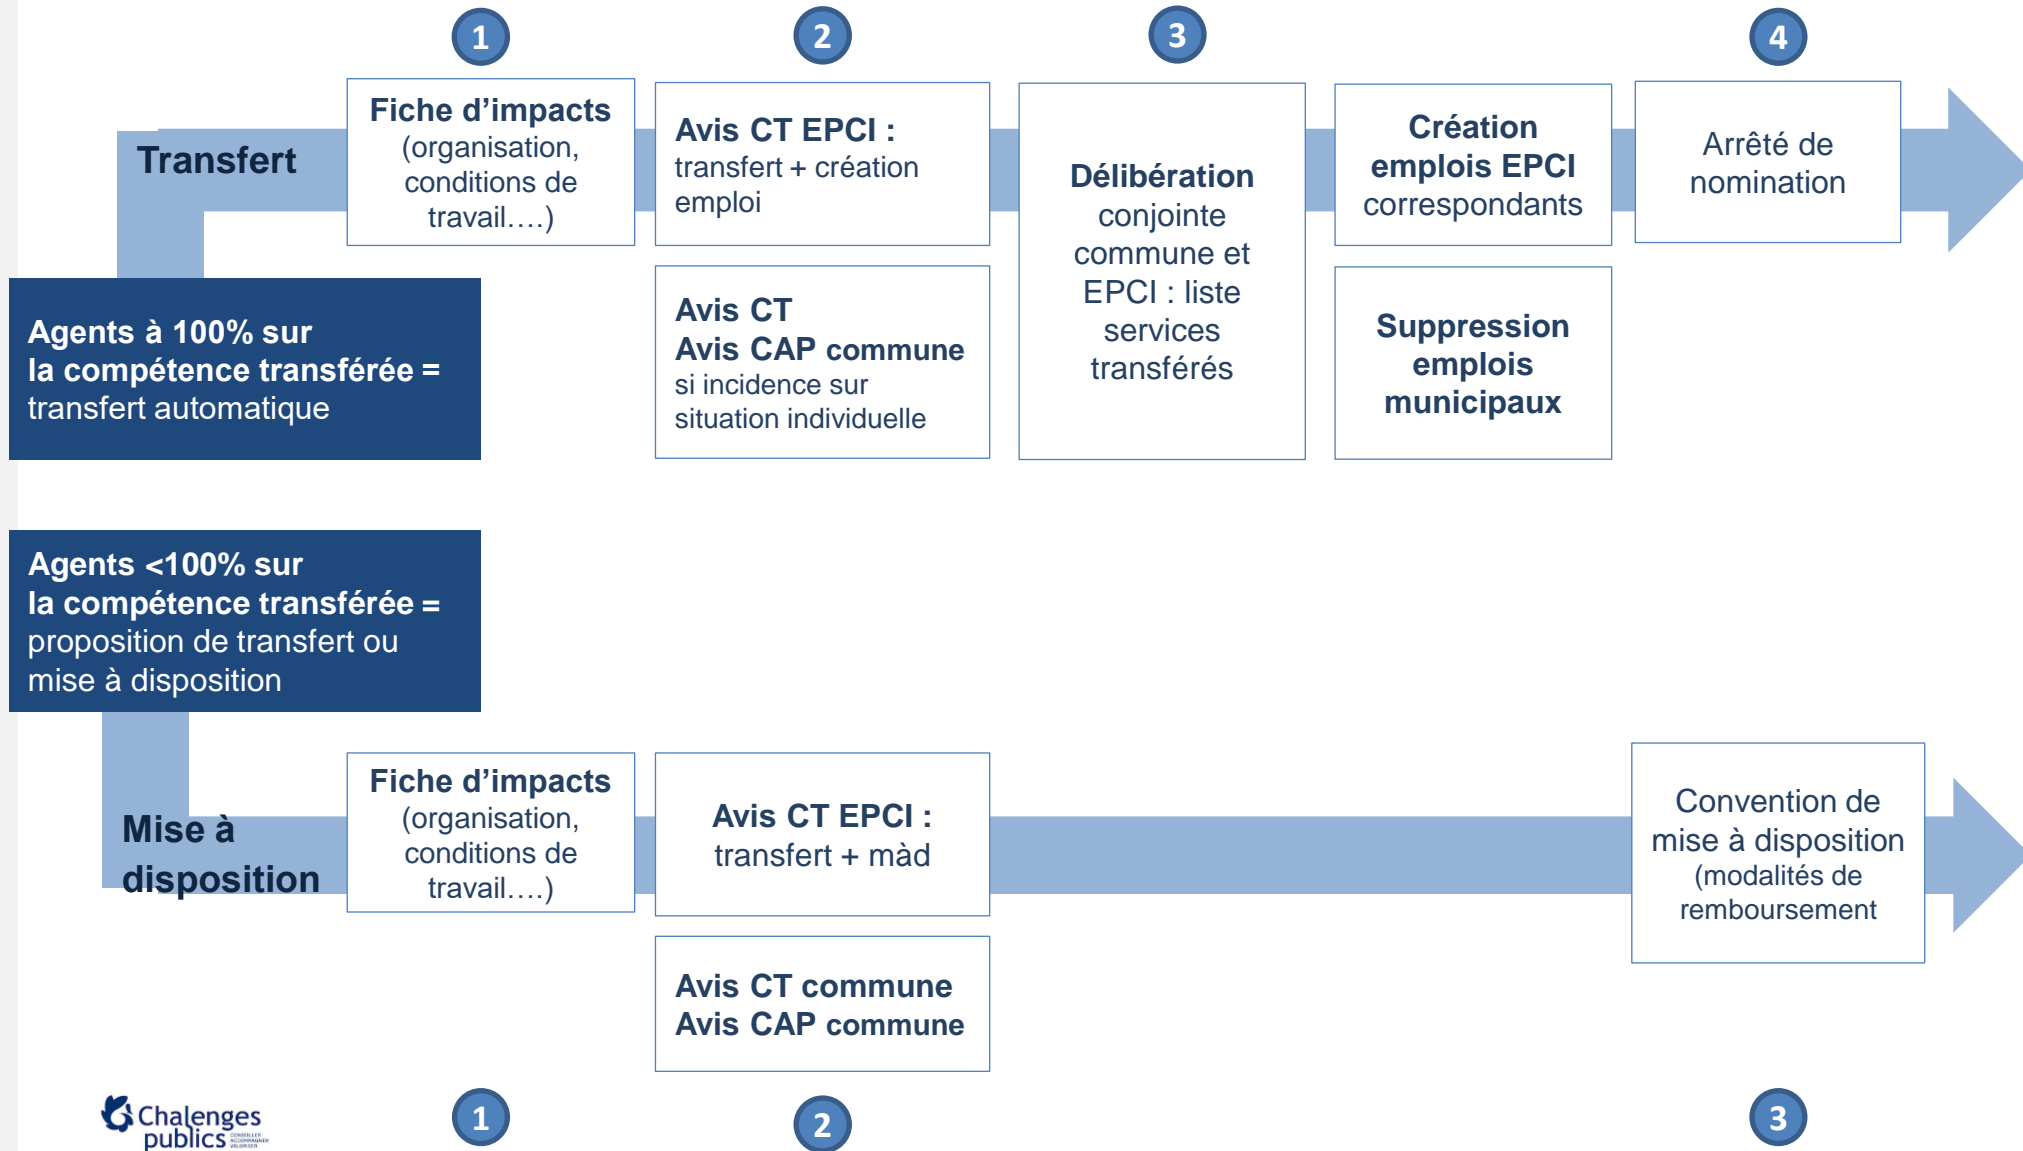 1
2
3
4
Transfert
Fiche d’impacts
(organisation,
conditions de
travail….)
Avis CT EPCI :
transfert + création
emploi
Avis CT
Avis CAP commune
si incidence sur
situation individuelle
Délibération
conjointe
commune et
EPCI : liste
services
transférés
Création
emplois EPCI
correspondants
Suppression
emplois
municipaux
Arrêté de
nomination
Agents à 100% sur
la compétence transférée =
transfert automatique
Agents <100% sur
la compétence transférée =
proposition de transfert ou
mise à disposition
Mise à
disposition
Fiche d’impacts
(organisation,
conditions de
travail….)
Avis CT EPCI :
transfert + màd
Avis CT commune
Avis CAP commune
Convention de
mise à disposition
(modalités de
remboursement
Chalenges
publics
CONSEILLER
ACCOMPAGNER
VALORISER
1
2
3